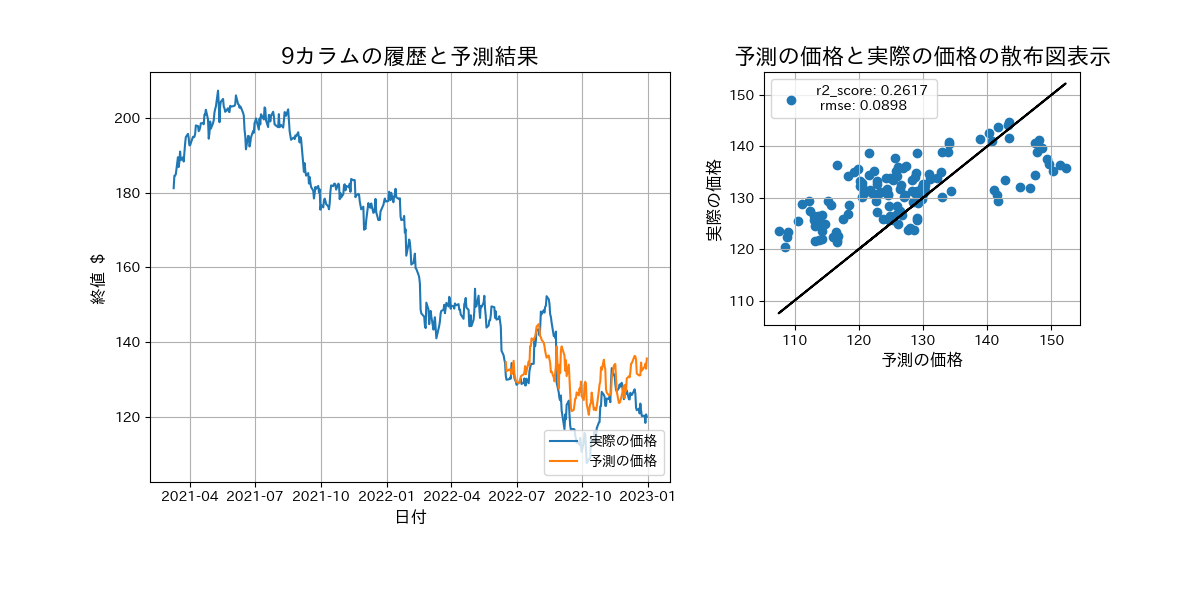 9カラムの履歴と予測結果
終値 $
200
180
160
140
120
2021-04 2021-07 2021-10 2022-01 2022-04 2022-07 2022-10 2023-01
日付
実際の価格
予測の価格
予測の価格と実際の価格の散布図表示
実際の価格
150
140
130
120
110
r2_score: 0.2617
rmse: 0.0898
110 120 130 140 150
予測の価格